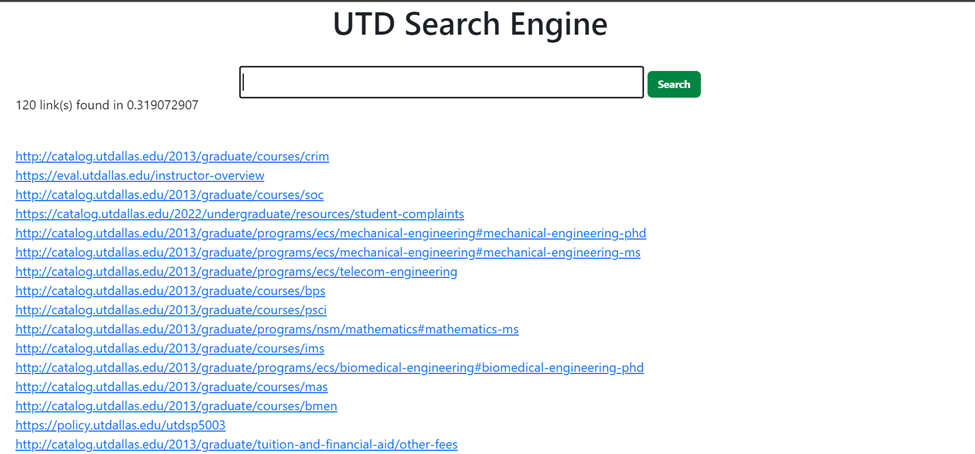 UTD Search Engine
Search
120 link(s) found in 0.319072907
http://catalog.utdallas.edu/2013/graduate/courses/crim
https://eval.utdallas.edu/instructor-overview
http://catalog.utdallas.edu/2013/graduate/courses/soc
https://catalog.utdallas.edu/2022/undergraduate/resources/student-complaints
http://catalog.utdallas.edu/2013/graduate/programs/ecs/mechanical-engineering#mechanical-engineering-phd
http://catalog.utdallas.edu/2013/graduate/programs/ecs/mechanical-engineering#mechanical-engineering-ms
http://catalog.utdallas.edu/2013/graduate/programs/ecs/telecom-engineering
http://catalog.utdallas.edu/2013/graduate/courses/bps
http://catalog.utdallas.edu/2013/graduate/courses/psci
http://catalog.utdallas.edu/2013/graduate/programs/nsm/mathematics#mathematics-ms
http://catalog.utdallas.edu/2013/graduate/courses/ims
http://catalog.utdallas.edu/2013/graduate/programs/ecs/biomedical-engineering#biomedical-engineering-phd
http://catalog.utdallas.edu/2013/graduate/courses/mas
http://catalog.utdallas.edu/2013/graduate/courses/bmen
https://policy.utdallas.edu/utdsp5003
http://catalog.utdallas.edu/2013/graduate/tuition-and-financial-aid/other-fees